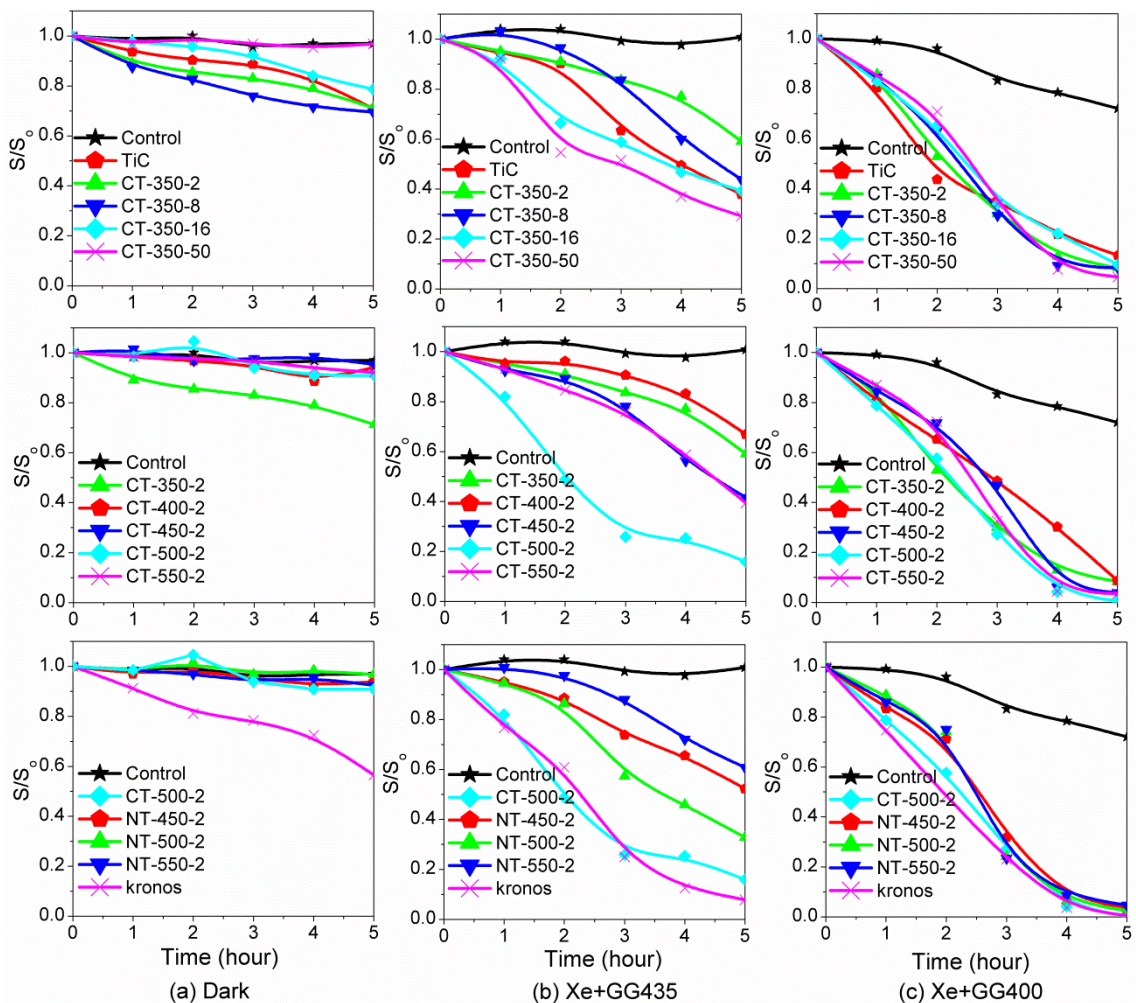 S/S₀
1.0
0.8
0.6
0.4
0.2
0.0
Control
TiC
CT-350-2
CT-350-8
CT-350-16
CT-350-50
0 1 2 3 4 5
S/S₀
1.0
0.8
0.6
0.4
0.2
0.0
Control
TiC
CT-350-2
CT-350-8
CT-350-16
CT-350-50
0 1 2 3 4 5
S/S₀
1.0
0.8
0.6
0.4
0.2
0.0
Control
TiC
CT-350-2
CT-350-8
CT-350-16
CT-350-50
0 1 2 3 4 5
S/S₀
1.0
0.8
0.6
0.4
0.2
0.0
Control
CT-350-2
CT-400-2
CT-450-2
CT-500-2
CT-550-2
0 1 2 3 4 5
S/S₀
1.0
0.8
0.6
0.4
0.2
0.0
Control
CT-350-2
CT-400-2
CT-450-2
CT-500-2
CT-550-2
0 1 2 3 4 5
S/S₀
1.0
0.8
0.6
0.4
0.2
0.0
Control
CT-350-2
CT-400-2
CT-450-2
CT-500-2
CT-550-2
0 1 2 3 4 5
S/S₀
1.0
0.8
0.6
0.4
0.2
0.0
Control
CT-500-2
NT-450-2
NT-500-2
NT-550-2
kronos
0 1 2 3 4 5
Time (hour)
(a) Dark
S/S₀
1.0
0.8
0.6
0.4
0.2
0.0
Control
CT-500-2
NT-450-2
NT-500-2
NT-550-2
kronos
0 1 2 3 4 5
Time (hour)
(b) Xe+GG435
S/S₀
1.0
0.8
0.6
0.4
0.2
0.0
Control
CT-500-2
NT-450-2
NT-500-2
NT-550-2
kronos
0 1 2 3 4 5
Time (hour)
(c) Xe+GG400